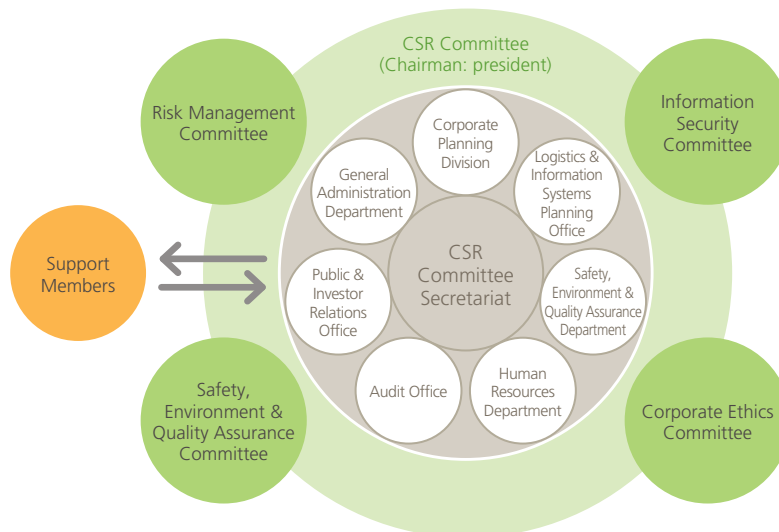 CSR Committee
(Chairman: president)
Risk Management
Committee
Information
Security
Committee
Corporate
Planning
Division
General
Administration
Department
Logistics &
Information
Systems
Planning
Office
Support
Members
Public &
Investor
Relations
Office
CSR
Committee
Secretariat
Safety,
Environment &
Quality Assurance
Department
Audit Office
Human
Resources
Department
Safety,
Environment &
Quality Assurance
Committee
Corporate Ethics
Committee